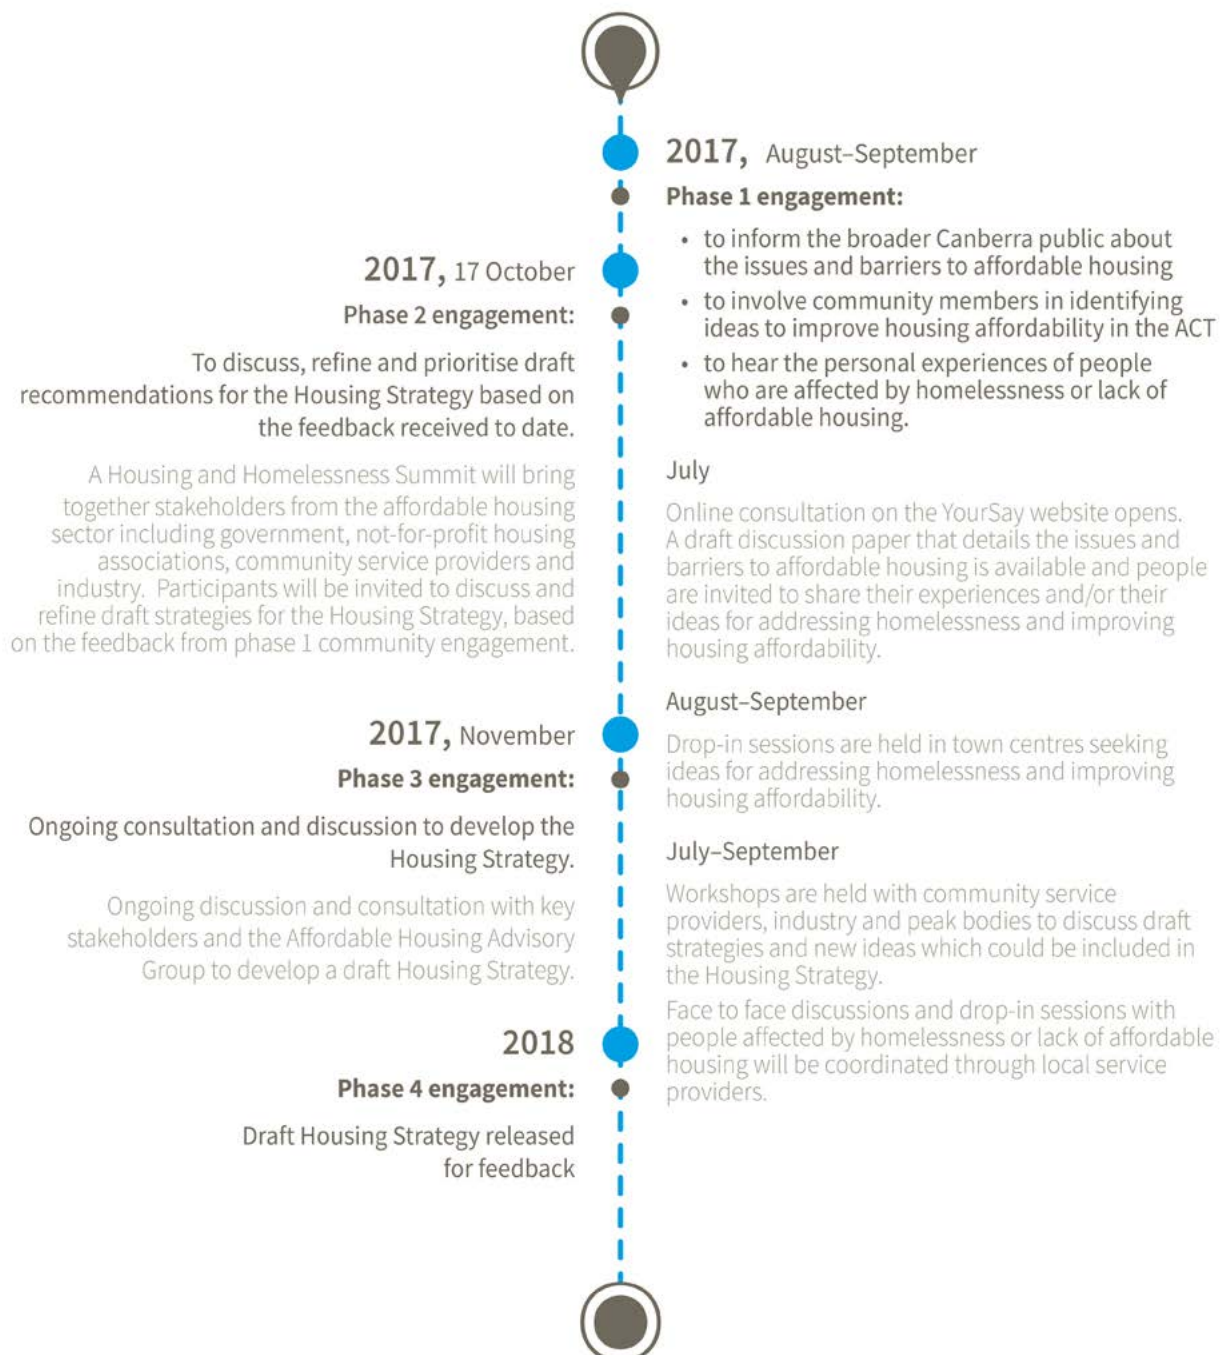 2017, August–September
Phase 1 engagement:
• to inform the broader Canberra public about
the issues and barriers to affordable housing
• to involve community members in identifying
ideas to improve housing affordability in the ACT
• to hear the personal experiences of people
who are affected by homelessness or lack of
affordable housing.
July
Online consultation on the YourSay website opens.
A draft discussion paper that details the issues and
barriers to affordable housing is available and people
are invited to share their experiences and/or their
ideas for addressing homelessness and improving
housing affordability.
August–September
Drop-in sessions are held in town centres seeking
ideas for addressing homelessness and improving
housing affordability.
July–September
Workshops are held with community service
providers, industry and peak bodies to discuss draft
strategies and new ideas which could be included in
the Housing Strategy.
Face to face discussions and drop-in sessions with
people affected by homelessness or lack of affordable
housing will be coordinated through local service
providers.
2017, 17 October
Phase 2 engagement:
To discuss, refine and prioritise draft
recommendations for the Housing Strategy based on
the feedback received to date.
A Housing and Homelessness Summit will bring
together stakeholders from the affordable housing
sector including government, not-for-profit housing
associations, community service providers and
industry. Participants will be invited to discuss and
refine draft strategies for the Housing Strategy, based
on the feedback from phase 1 community engagement.
2017, November
Phase 3 engagement:
Ongoing consultation and discussion to develop the
Housing Strategy.
Ongoing discussion and consultation with key
stakeholders and the Affordable Housing Advisory
Group to develop a draft Housing Strategy.
2018
Phase 4 engagement:
Draft Housing Strategy released
for feedback